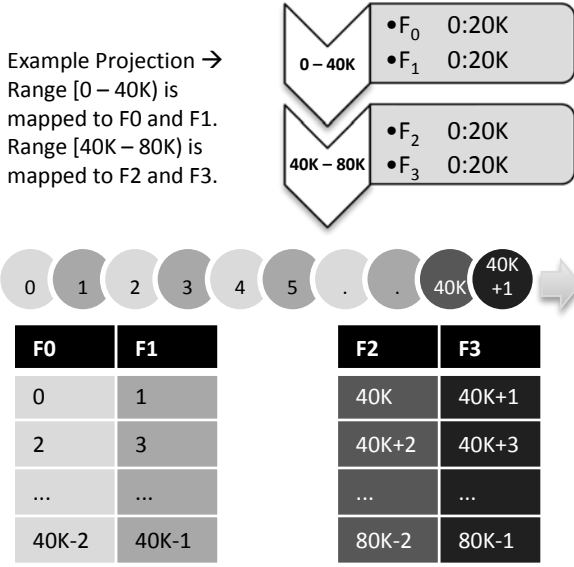 Example Projection →
Range [0 – 40K) is
mapped to F0 and F1.
Range [40K – 80K) is
mapped to F2 and F3.
0 – 40K
•F0 0:20K
•F1 0:20K
40K – 80K
•F2 0:20K
•F3 0:20K
0 1 2 3 4 5 . . 40K 40K
+1
F0 F1
0 1
2 3
... ...
40K-2 40K-1
F2 F3
40K 40K+1
40K+2 40K+3
... ...
80K-2 80K-1